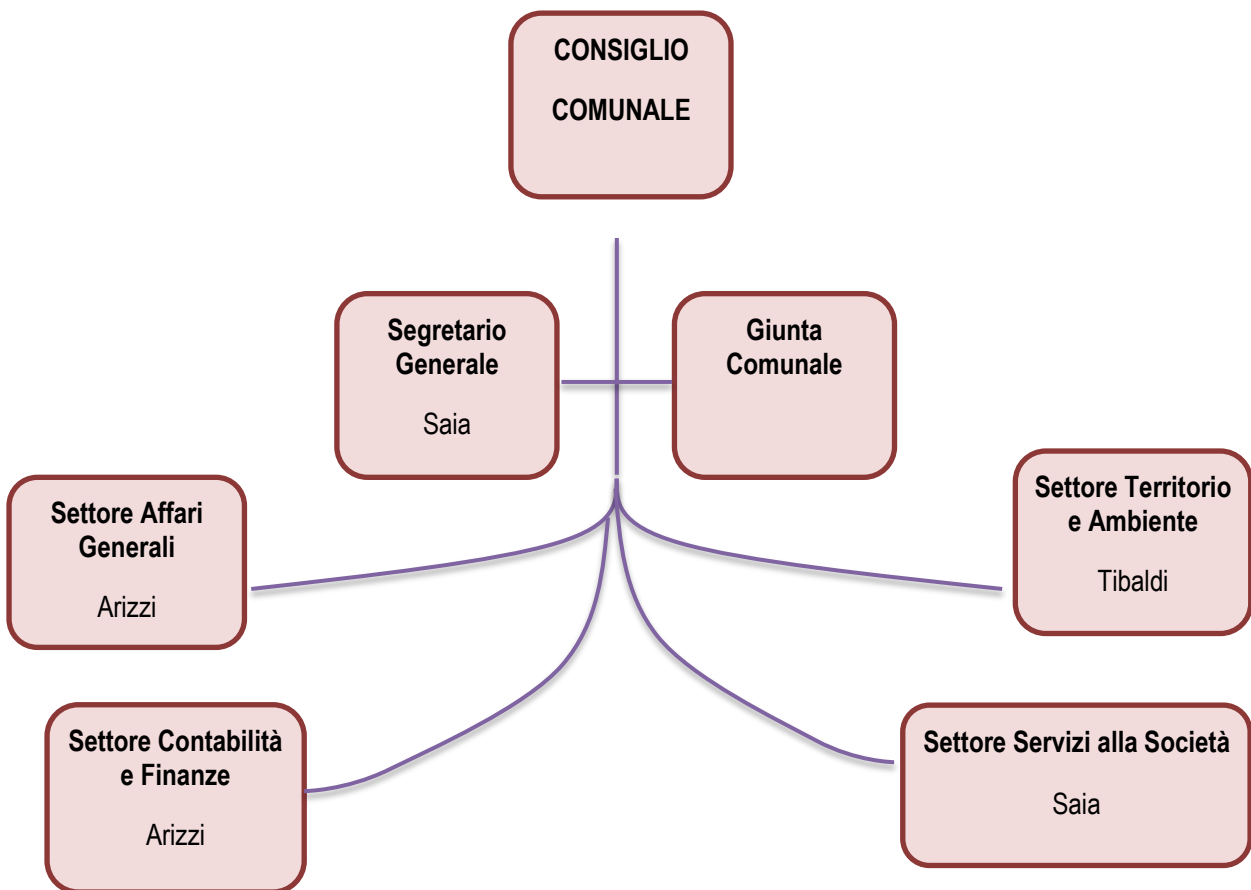 CONSIGLIO
COMUNALE
Segretario
Generale
Saia
Giunta
Comunale
Settore Affari
Generali
Arizzi
Settore Territorio
e Ambiente
Tibaldi
Settore Contabilità
e Finanze
Arizzi
Settore Servizi alla Società
Saia